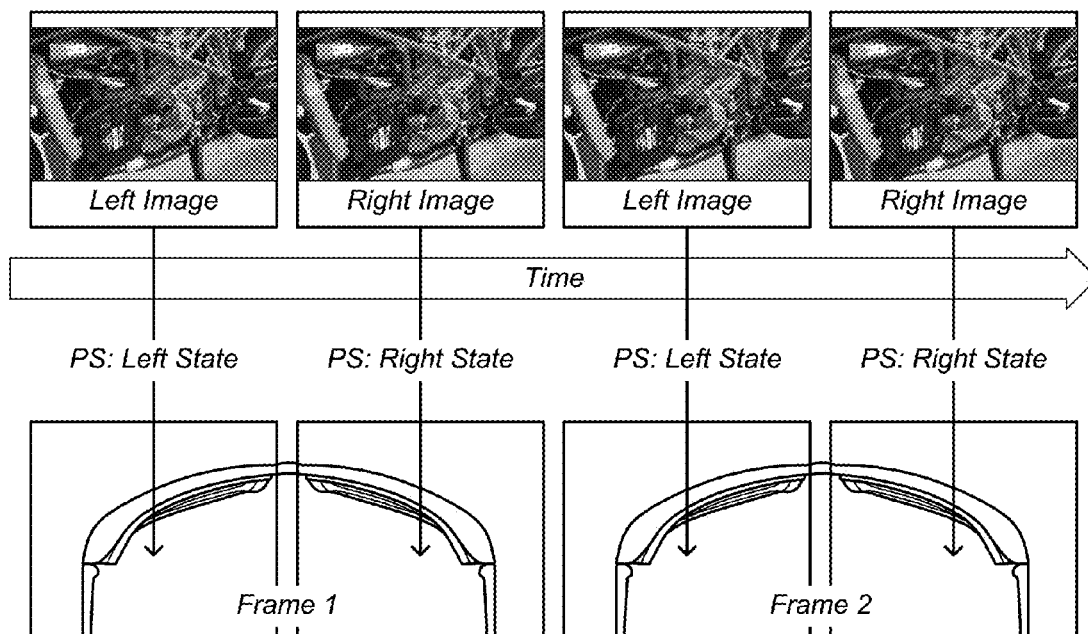 Left Image Right Image Left Image Right Image
Time
PS: Left State PS: Right State PS: Left State PS: Right State
Frame 1 Frame 2